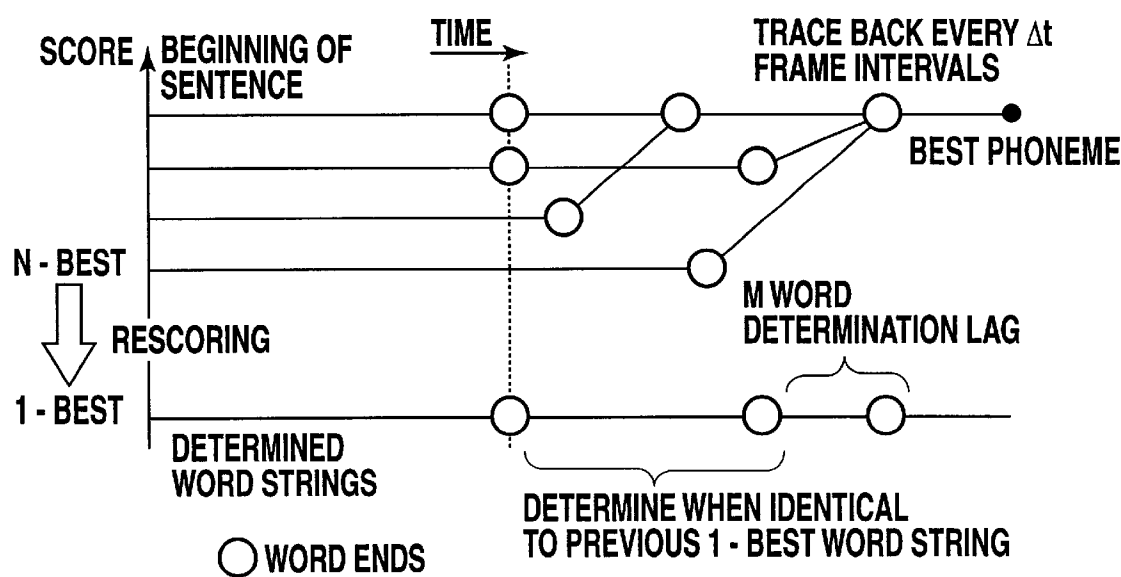 SCORE
BEGINNING OF
SENTENCE
TIME
TRACE BACK EVERY Δt
FRAME INTERVALS
BEST PHONEME
N - BEST
RESCORING
1 - BEST
M WORD
DETERMINATION LAG
DETERMINED
WORD STRINGS
DETERMINE WHEN IDENTICAL
TO PREVIOUS 1 - BEST WORD STRING
WORD ENDS